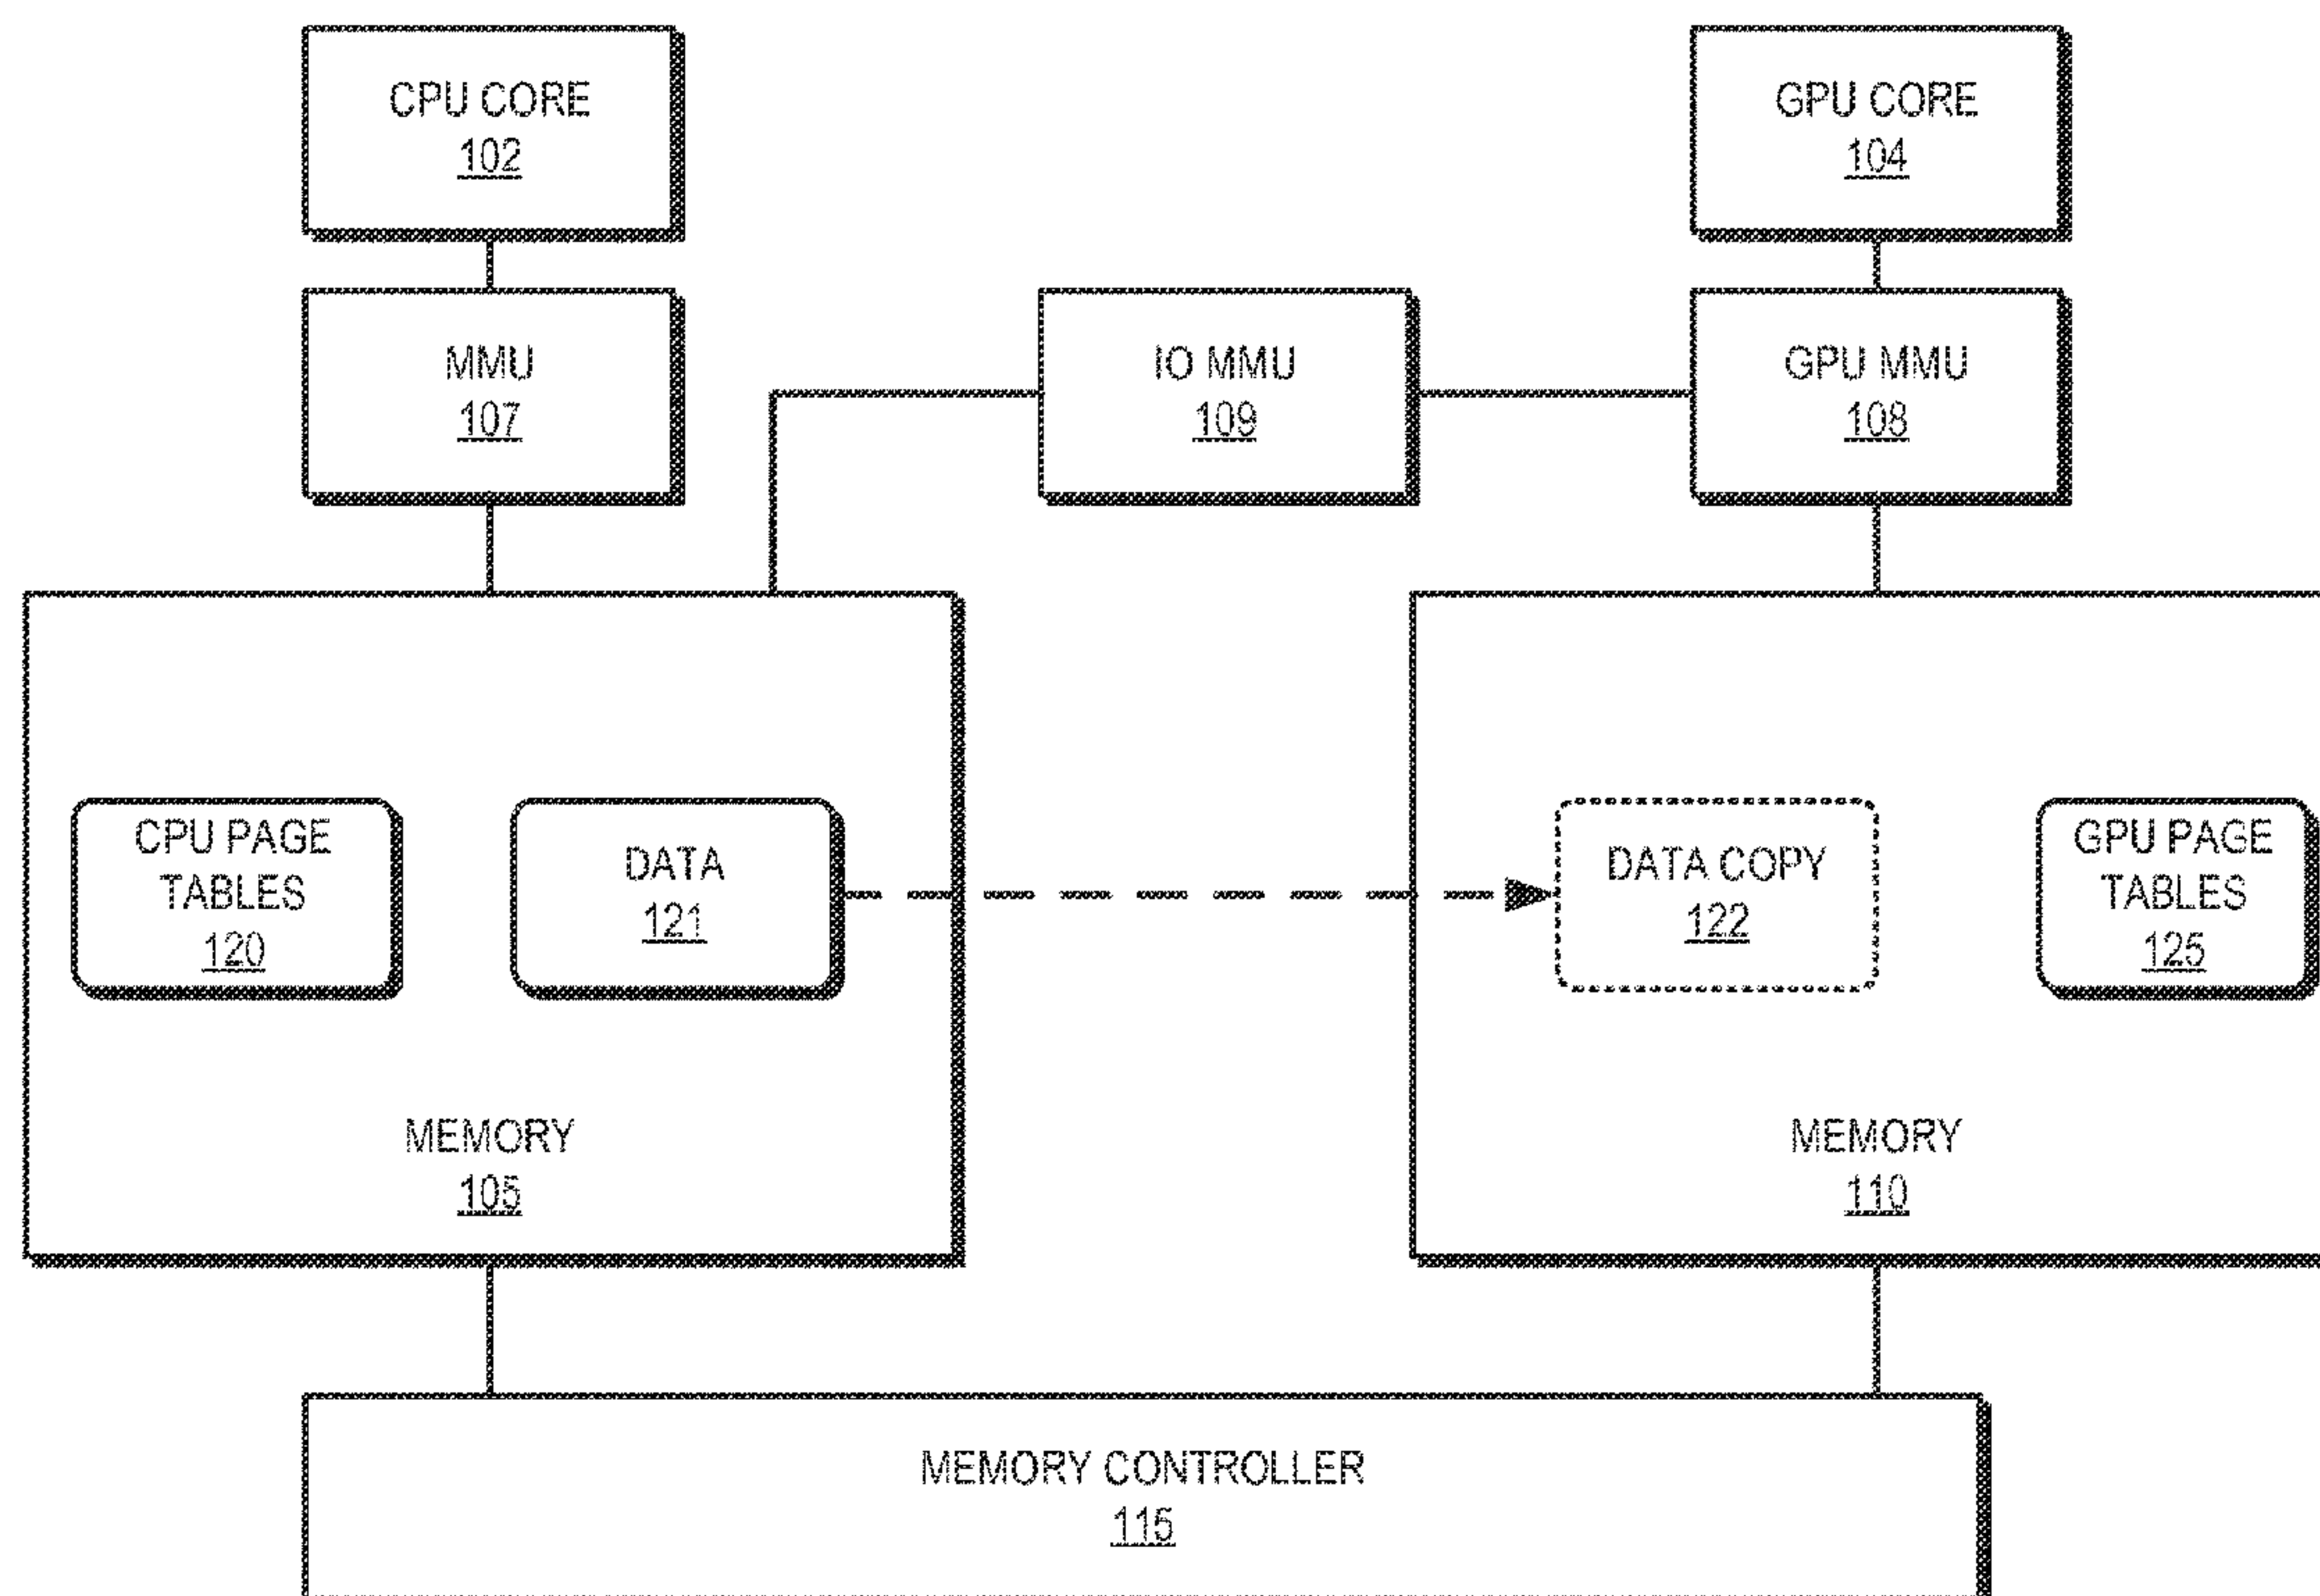 CPU CORE
102
GPU CORE
104
MMU
107
IO MMU
109
GPU MMU
108
CPU PAGE
TABLES
120
DATA
121
DATA COPY
122
GPU PAGE
TABLES
125
MEMORY
105
MEMORY
110
MEMORY CONTROLLER
115